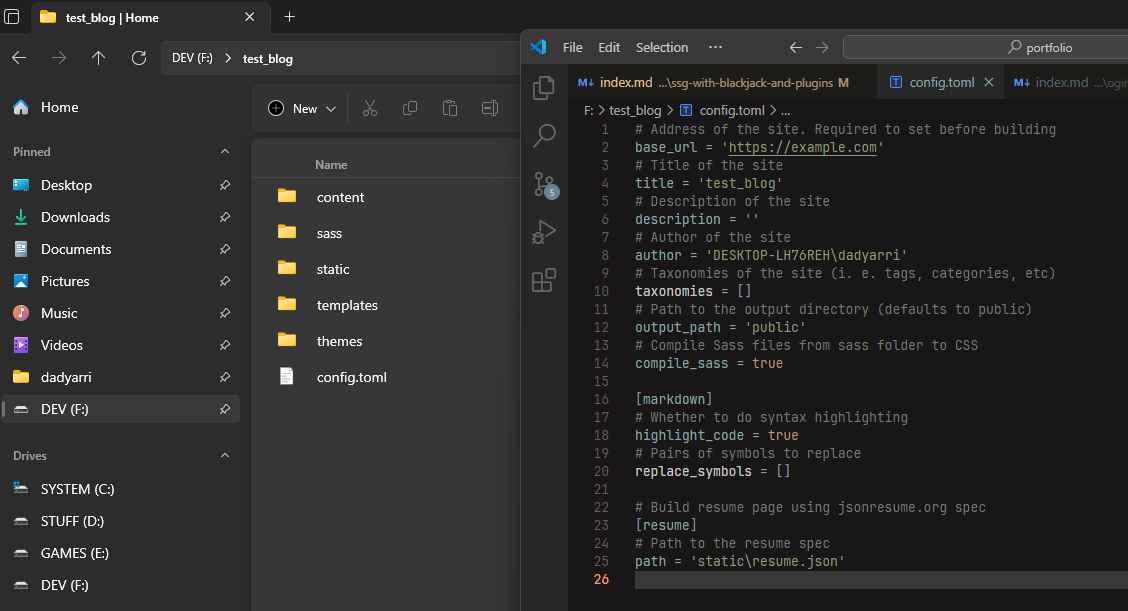 test_blog | Home
DEV (F:) > test_blog
Home
Pinned
Desktop
Downloads
Documents
Pictures
Music
Videos
dadyarri
DEV (F:)
Drives
SYSTEM (C:)
STUFF (D:)
GAMES (E:)
DEV (F:)
New
Name
content
sass
static
templates
themes
config.toml
File Edit Selection ···
portfolio
M↓ index.md ...\ssg-with-blackjack-and-plugins M
config.toml
M↓ index.md
F: > test_blog > config.toml > ...
5
1 # Address of the site. Required to set before building
2 base_url = 'https://example.com'
3 # Title of the site
4 title = 'test_blog'
5 # Description of the site
6 description = ''
7 # Author of the site
8 author = 'DESKTOP-LH76REH\dadyarri'
9 # Taxonomies of the site (i. e. tags, categories, etc)
10 taxonomies = []
11 # Path to the output directory (defaults to public)
12 output_path = 'public'
13 # Compile Sass files from sass folder to CSS
14 compile_sass = true
15
16 [markdown]
17 # Whether to do syntax highlighting
18 highlight_code = true
19 # Pairs of symbols to replace
20 replace_symbols = []
21
22 # Build resume page using jsonresume.org spec
23 [resume]
24 # Path to the resume spec
25 path = 'static\resume.json'
26